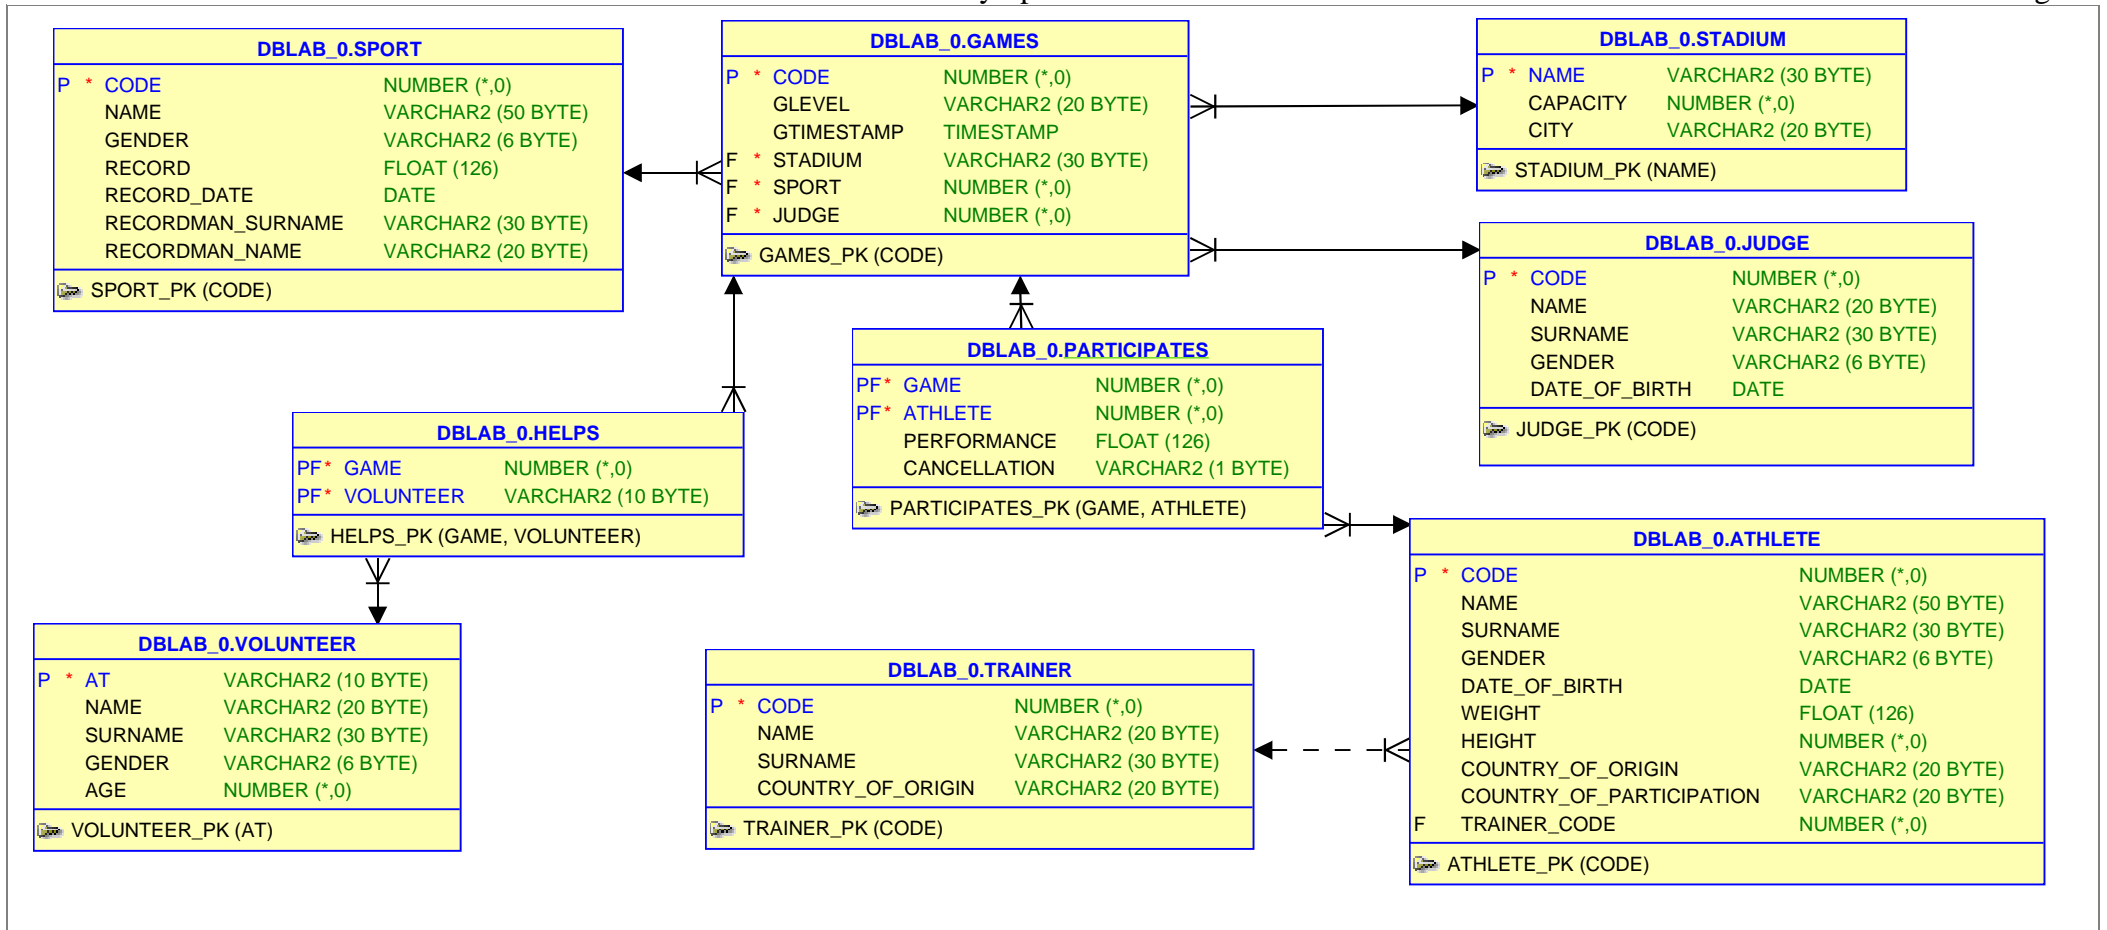 DBLAB_0.SPORT
P * CODE NUMBER (*,0)
NAME VARCHAR2 (50 BYTE)
GENDER VARCHAR2 (6 BYTE)
RECORD FLOAT (126)
RECORD_DATE DATE
RECORDMAN_SURNAME VARCHAR2 (30 BYTE)
RECORDMAN_NAME VARCHAR2 (20 BYTE)
SPORT_PK (CODE)
DBLAB_0.GAMES
P * CODE NUMBER (*,0)
GLEVEL VARCHAR2 (20 BYTE)
GTIMESTAMP TIMESTAMP
F * STADIUM VARCHAR2 (30 BYTE)
F * SPORT NUMBER (*,0)
F * JUDGE NUMBER (*,0)
GAMES_PK (CODE)
DBLAB_0.STADIUM
P * NAME VARCHAR2 (30 BYTE)
CAPACITY NUMBER (*,0)
CITY VARCHAR2 (20 BYTE)
STADIUM_PK (NAME)
DBLAB_0.JUDGE
P * CODE NUMBER (*,0)
NAME VARCHAR2 (20 BYTE)
SURNAME VARCHAR2 (30 BYTE)
GENDER VARCHAR2 (6 BYTE)
DATE_OF_BIRTH DATE
JUDGE_PK (CODE)
DBLAB_0.PARTICIPATES
PF* GAME NUMBER (*,0)
PF* ATHLETE NUMBER (*,0)
PERFORMANCE FLOAT (126)
CANCELLATION VARCHAR2 (1 BYTE)
PARTICIPATES_PK (GAME, ATHLETE)
DBLAB_0.HELPS
PF* GAME NUMBER (*,0)
PF* VOLUNTEER VARCHAR2 (10 BYTE)
HELPS_PK (GAME, VOLUNTEER)
DBLAB_0.VOLUNTEER
P * AT VARCHAR2 (10 BYTE)
NAME VARCHAR2 (20 BYTE)
SURNAME VARCHAR2 (30 BYTE)
GENDER VARCHAR2 (6 BYTE)
AGE NUMBER (*,0)
VOLUNTEER_PK (AT)
DBLAB_0.TRAINER
P * CODE NUMBER (*,0)
NAME VARCHAR2 (20 BYTE)
SURNAME VARCHAR2 (30 BYTE)
COUNTRY_OF_ORIGIN VARCHAR2 (20 BYTE)
TRAINER_PK (CODE)
DBLAB_0.ATHLETE
P * CODE NUMBER (*,0)
NAME VARCHAR2 (50 BYTE)
SURNAME VARCHAR2 (30 BYTE)
GENDER VARCHAR2 (6 BYTE)
DATE_OF_BIRTH DATE
WEIGHT FLOAT (126)
HEIGHT NUMBER (*,0)
COUNTRY_OF_ORIGIN VARCHAR2 (20 BYTE)
COUNTRY_OF_PARTICIPATION VARCHAR2 (20 BYTE)
F TRAINER_CODE NUMBER (*,0)
ATHLETE_PK (CODE)